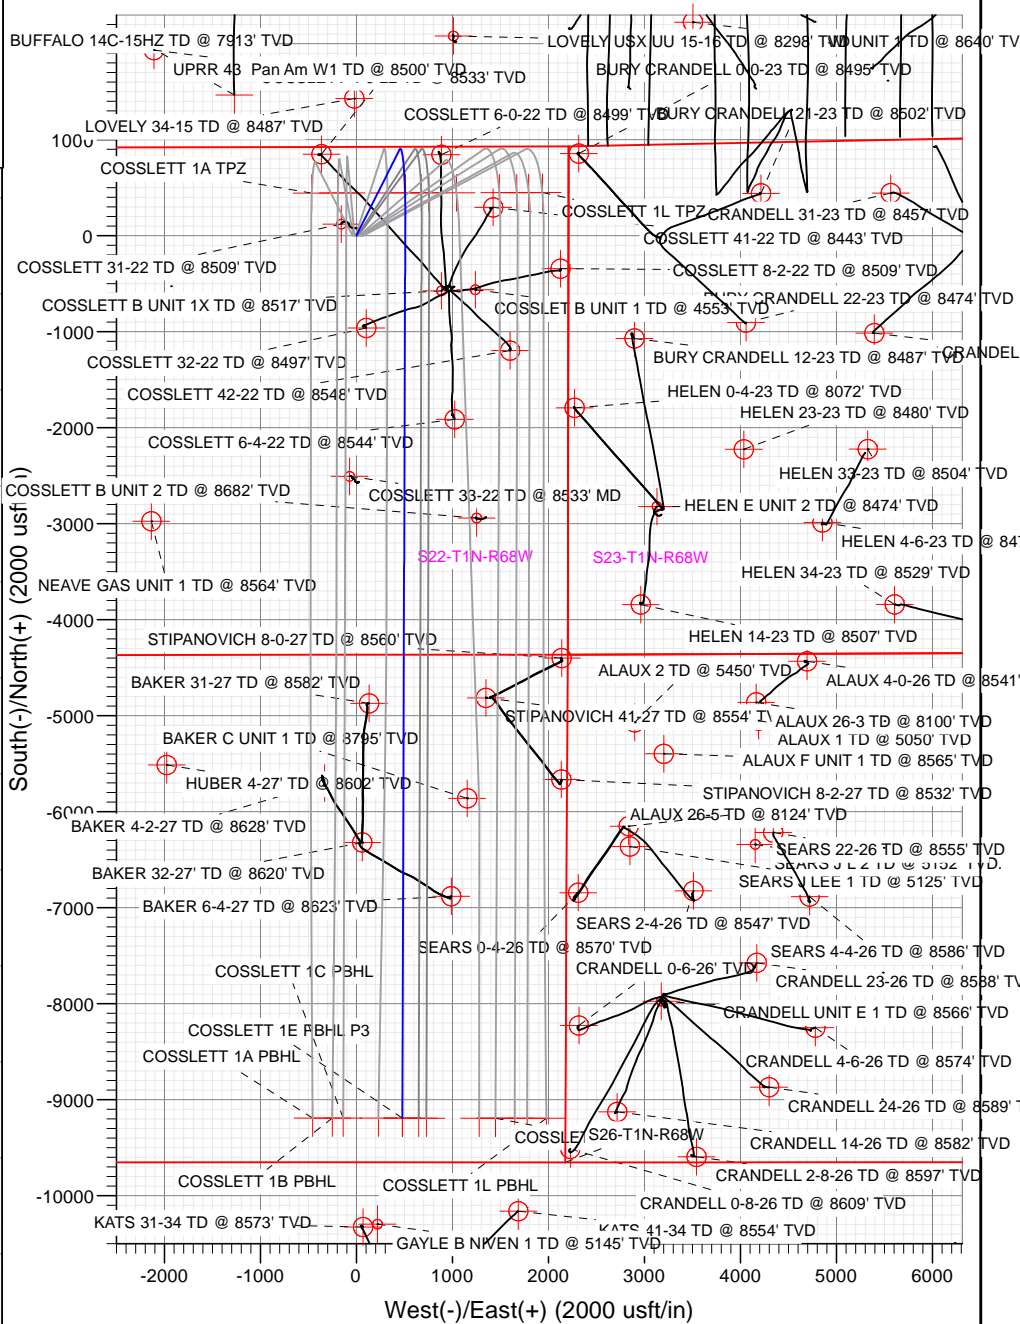 BUFFALO 14C-15HZ TD @ 7913' TVD
LOVELY USX UU 15-16 TD @ 8298' TVD
UNIT 1 TD @ 8640' TV
UPRR 43 Pan Am W1 TD @ 8500' TVD
8533' TVD
BURY CRANDELL 0-0-23 TD @ 8495' TVD
LOVELY 34-15 TD @ 8487' TVD
COSSLETT 6-0-22 TD @ 8499' TVD
BURY CRANDELL 21-23 TD @ 8502' TVD
1000
COSSLETT 1A TPZ
COSSLETT 1L TPZ
CRANDELL 31-23 TD @ 8457' TVD
0
COSSLETT 41-22 TD @ 8443' TVD
COSSLETT 31-22 TD @ 8509' TVD
COSSLETT 8-2-22 TD @ 8509' TVD
COSSLETT B UNIT 1X TD @ 8517' TVD
COSSLET B UNIT 1 TD @ 4553' TVD
BURY CRANDELL 22-23 TD @ 8474' TVD
-1000
COSSLETT 32-22 TD @ 8497' TVD
BURY CRANDELL 12-23 TD @ 8487' TVD
CRANDEL
COSSLETT 42-22 TD @ 8548' TVD
HELEN 0-4-23 TD @ 8072' TVD
HELEN 23-23 TD @ 8480' TVD
-2000
COSSLETT 6-4-22 TD @ 8544' TVD
HELEN 33-23 TD @ 8504' TVD
COSSLETT B UNIT 2 TD @ 8682' TVD
COSSLETT 33-22 TD @ 8533' MD
HELEN E UNIT 2 TD @ 8474' TVD
-3000
HELEN 4-6-23 TD @ 847
S22-T1N-R68W
S23-T1N-R68W
NEAVE GAS UNIT 1 TD @ 8564' TVD
HELEN 34-23 TD @ 8529' TVD
-4000
STIPANOVICH 8-0-27 TD @ 8560' TVD
HELEN 14-23 TD @ 8507' TVD
BAKER 31-27 TD @ 8582' TVD
ALAUX 2 TD @ 5450' TVD
ALAUX 4-0-26 TD @ 8541'
-5000
STIPANOVICH 41-27 TD @ 8554' T
ALAUX 26-3 TD @ 8100' TVD
BAKER C UNIT 1 TD @ 8795' TVD
ALAUX 1 TD @ 5050' TVD
ALAUX F UNIT 1 TD @ 8565' TVD
HUBER 4-27' TD @ 8602' TVD
STIPANOVICH 8-2-27 TD @ 8532' TVD
-6000
BAKER 4-2-27 TD @ 8628' TVD
ALAUX 26-5 TD @ 8124' TVD
SEARS 22-26 TD @ 8555' TVD
SEARS J L 2 TD @ 5152' TVD.
BAKER 32-27' TD @ 8620' TVD
SEARS J LEE 1 TD @ 5125' TVD
BAKER 6-4-27 TD @ 8623' TVD
-7000
SEARS 2-4-26 TD @ 8547' TVD
SEARS 0-4-26 TD @ 8570' TVD
SEARS 4-4-26 TD @ 8586' TVD
COSSLETT 1C PBHL
CRANDELL 0-6-26' TVD
CRANDELL 23-26 TD @ 8588' TV
-8000
CRANDELL UNIT E 1 TD @ 8566' TVD
COSSLETT 1E PBHL P3
COSSLETT 1A PBHL
CRANDELL 4-6-26 TD @ 8574' TVD
-9000
CRANDELL 24-26 TD @ 8589' T
COSSLET
S26-T1N-R68W
CRANDELL 14-26 TD @ 8582' TVD
COSSLETT 1B PBHL
COSSLETT 1L PBHL
CRANDELL 2-8-26 TD @ 8597' TVD
-10000
CRANDELL 0-8-26 TD @ 8609' TVD
KATS 31-34 TD @ 8573' TVD
KATS 41-34 TD @ 8554' TVD
GAYLE B NIVEN 1 TD @ 5145' TVD
-2000 -1000 0 1000 2000 3000 4000 5000 6000
West(-)/East(+) (2000 usft/in)
South(-)/North(+) (2000 usft/in)